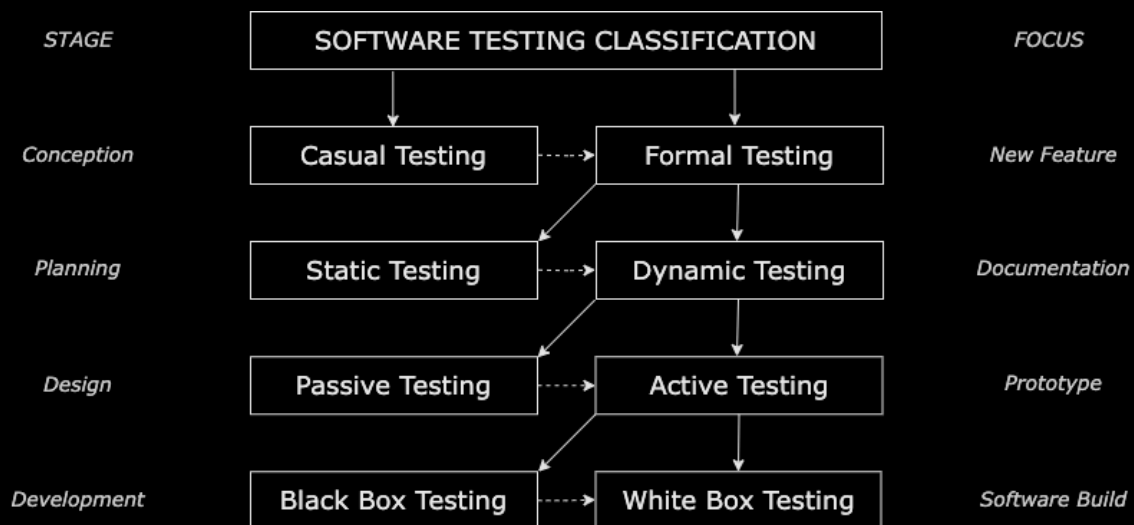 STAGE
SOFTWARE TESTING CLASSIFICATION
FOCUS
Conception
Casual Testing
Formal Testing
New Feature
Planning
Static Testing
Dynamic Testing
Documentation
Design
Passive Testing
Active Testing
Prototype
Development
Black Box Testing
White Box Testing
Software Build